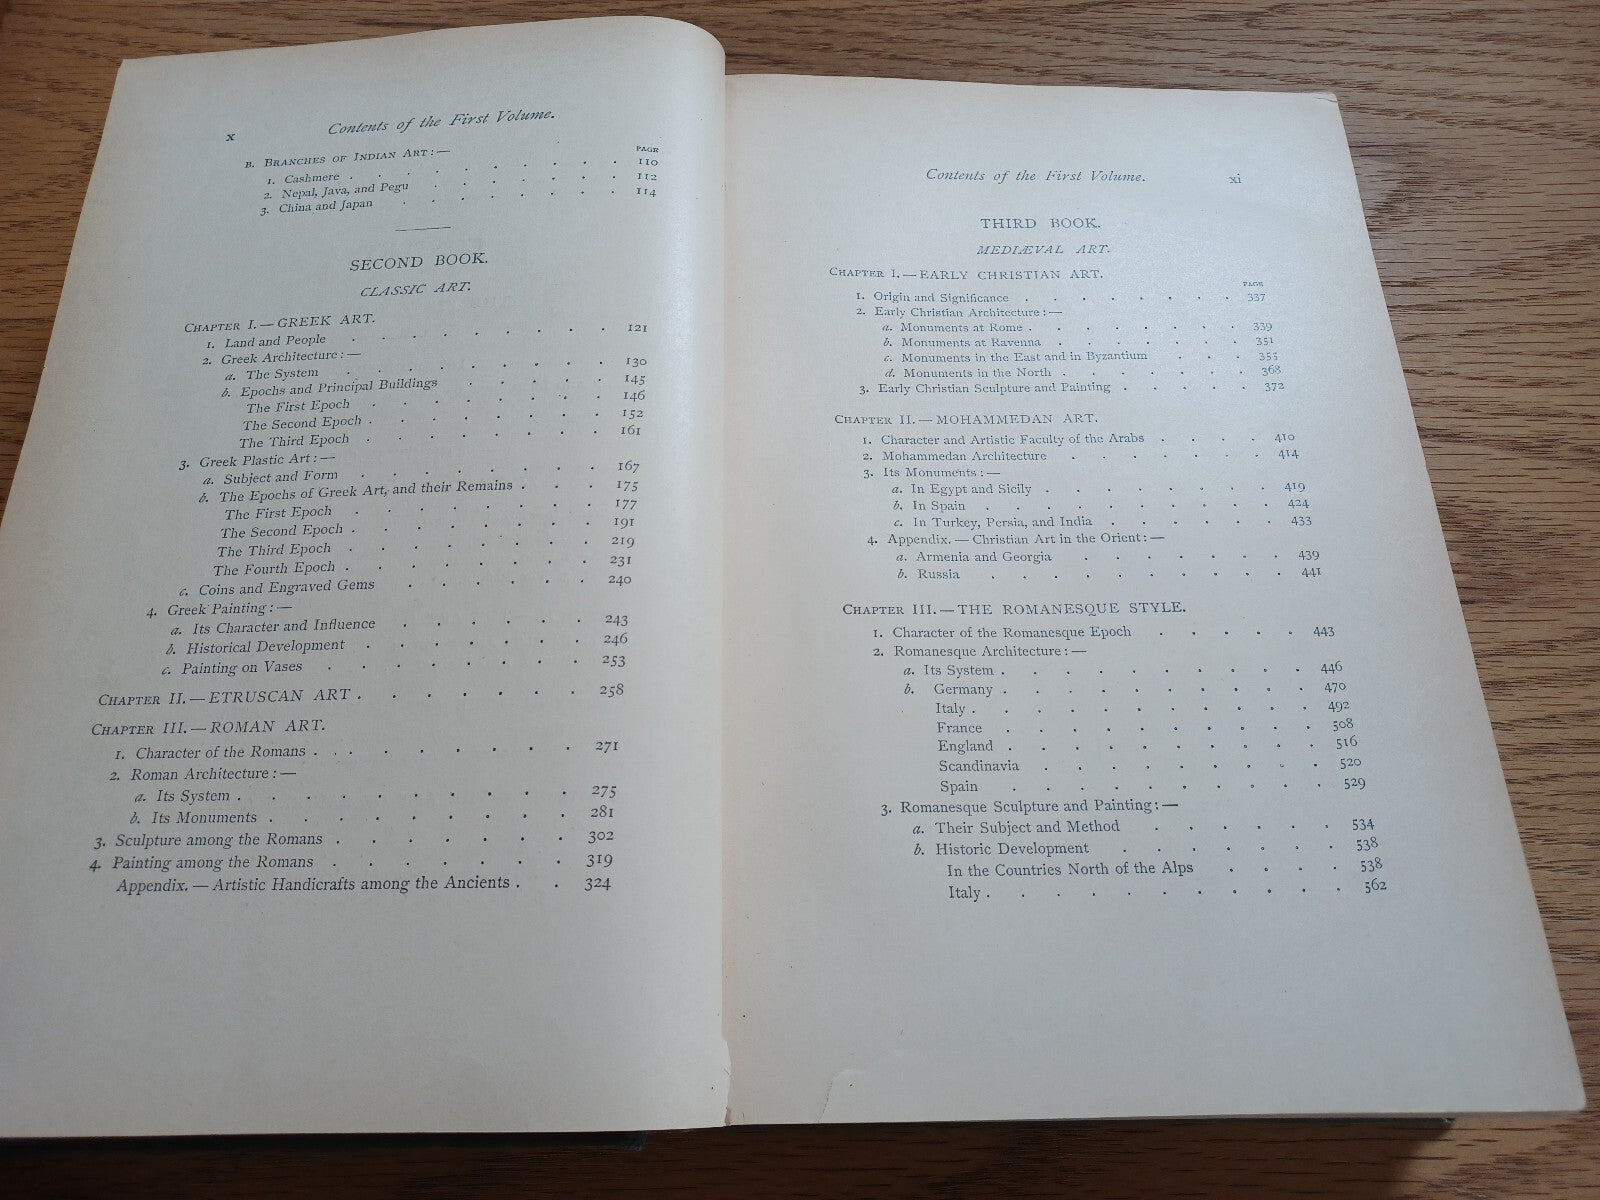 x Contents of the First Volume.
B. BRANCHES OF INDIAN ART:— PAGE
1. Cashmere . . . . . . . . 110
2. Nepal, Java, and Pegu . . . . . . 112
3. China and Japan . . . . . . 114
SECOND BOOK.
CLASSIC ART.
CHAPTER I.—GREEK ART.
1. Land and People . . . . . . . 121
2. Greek Architecture:—
a. The System . . . . . . . 130
b. Epochs and Principal Buildings . . . . . 145
The First Epoch . . . . . . . 146
The Second Epoch . . . . . . . 152
The Third Epoch . . . . . . . 161
3. Greek Plastic Art:—
a. Subject and Form . . . . . . . 167
b. The Epochs of Greek Art, and their Remains . . . 175
The First Epoch . . . . . . . 177
The Second Epoch . . . . . . . 191
The Third Epoch . . . . . . . 219
The Fourth Epoch . . . . . . . 231
c. Coins and Engraved Gems . . . . . . 240
4. Greek Painting:—
a. Its Character and Influence . . . . . 243
b. Historical Development . . . . . . 246
c. Painting on Vases . . . . . . . 253
CHAPTER II.—ETRUSCAN ART . . . . . . . 258
CHAPTER III.—ROMAN ART.
1. Character of the Romans . . . . . . . 271
2. Roman Architecture:—
a. Its System . . . . . . . . . 275
b. Its Monuments . . . . . . . . 281
3. Sculpture among the Romans . . . . . . . 302
4. Painting among the Romans . . . . . . . 319
Appendix.—Artistic Handicrafts among the Ancients . . 324
Contents of the First Volume. xi
THIRD BOOK.
MEDIÆVAL ART.
CHAPTER I.—EARLY CHRISTIAN ART.
PAGE
1. Origin and Significance . . . . . . . 337
2. Early Christian Architecture:—
a. Monuments at Rome . . . . . . . 339
b. Monuments at Ravenna . . . . . . 351
c. Monuments in the East and in Byzantium . . . 355
d. Monuments in the North . . . . . . 368
3. Early Christian Sculpture and Painting . . . . 372
CHAPTER II.—MOHAMMEDAN ART.
1. Character and Artistic Faculty of the Arabs . . . . 410
2. Mohammedan Architecture . . . . . . 414
3. Its Monuments:—
a. In Egypt and Sicily . . . . . . . 419
b. In Spain . . . . . . . . . 424
c. In Turkey, Persia, and India . . . . . 433
4. Appendix.—Christian Art in the Orient:—
a. Armenia and Georgia . . . . . . 439
b. Russia . . . . . . . . 441
CHAPTER III.—THE ROMANESQUE STYLE.
1. Character of the Romanesque Epoch . . . . 443
2. Romanesque Architecture:—
a. Its System . . . . . . . . 446
b. Germany . . . . . . . . 470
Italy . . . . . . . . . 492
France . . . . . . . . 508
England . . . . . . . . 516
Scandinavia . . . . . . . 520
Spain . . . . . . . . 529
3. Romanesque Sculpture and Painting:—
a. Their Subject and Method . . . . . 534
b. Historic Development . . . . . . 538
In the Countries North of the Alps . . . . 538
Italy . . . . . . . . . . 562